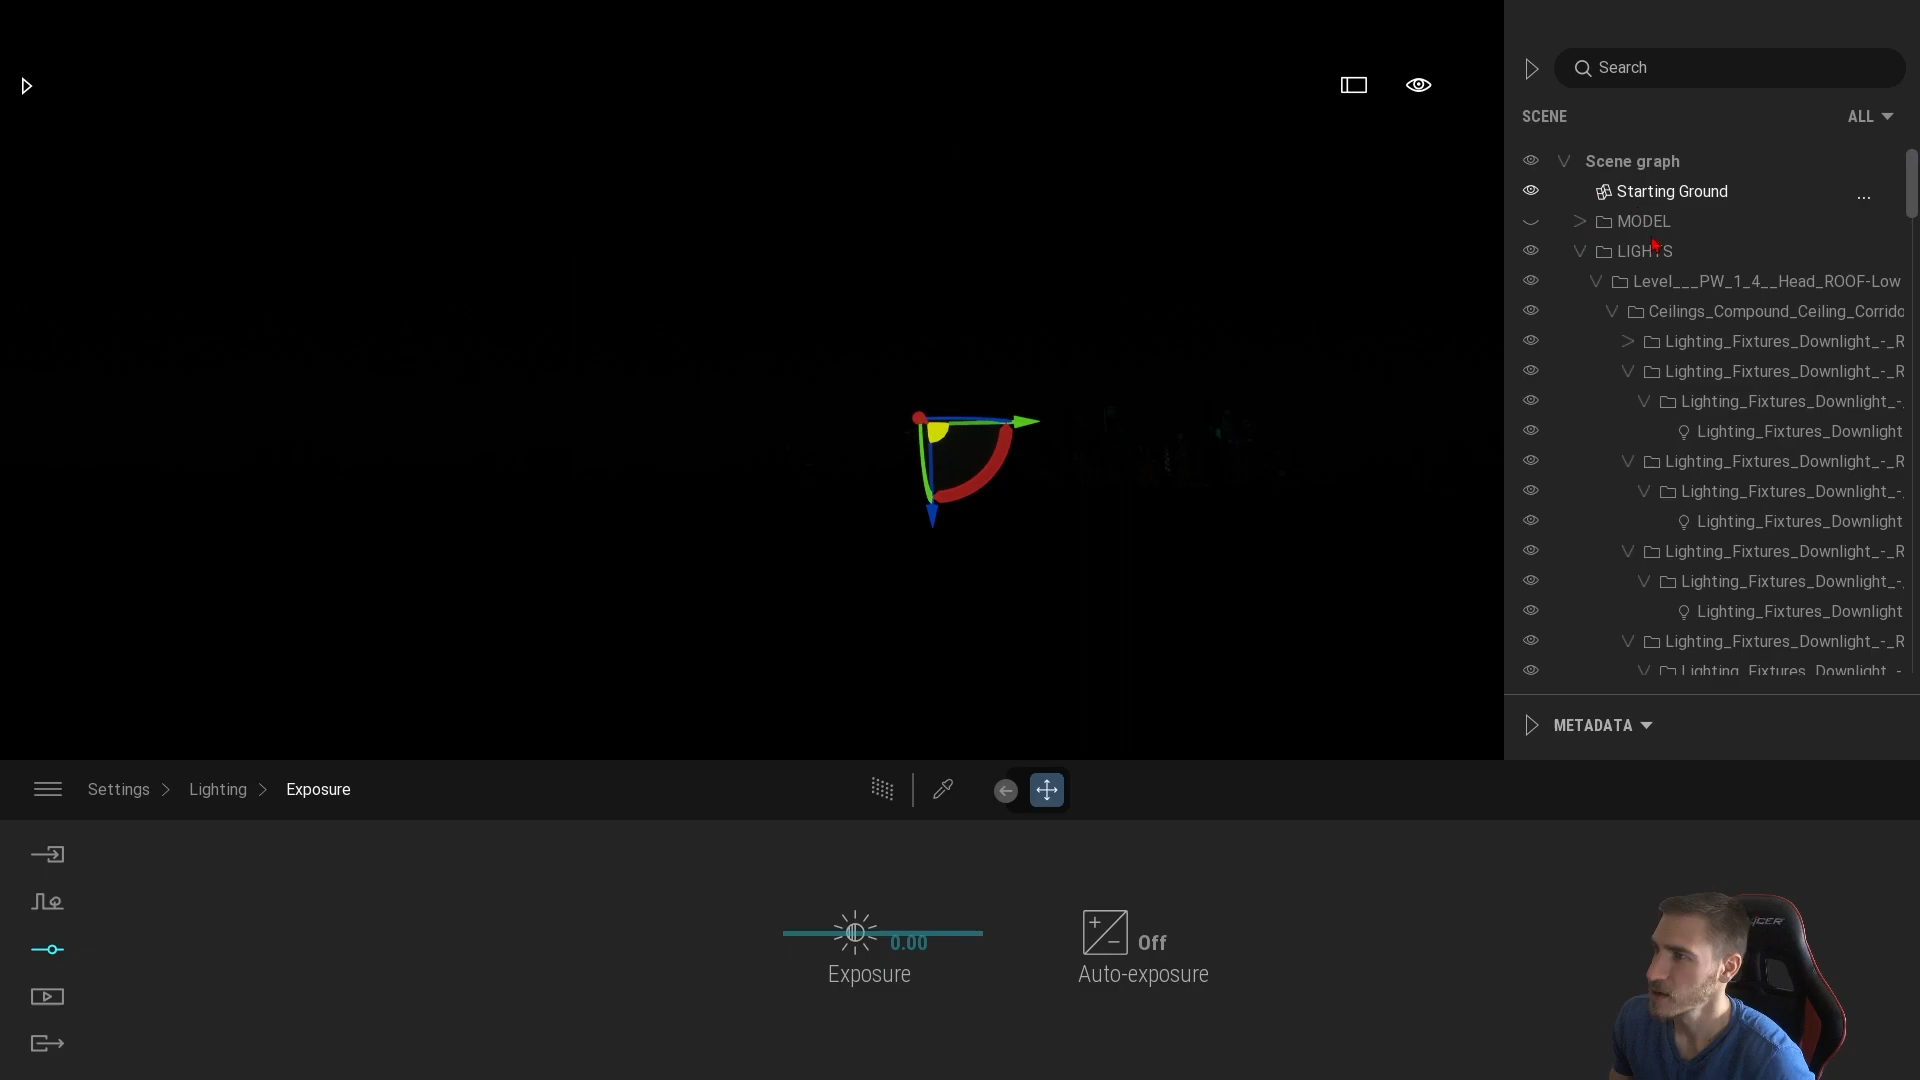 Search
SCENE
ALL
Scene graph
Starting Ground
...
MODEL
LIGHTS
Level___PW_1_4__Head_ROOF-Low
Ceilings_Compound_Ceiling_Corrido
Lighting_Fixtures_Downlight_-_R
Lighting_Fixtures_Downlight_-_R
Lighting_Fixtures_Downlight_-
Lighting_Fixtures_Downlight
Lighting_Fixtures_Downlight_-_R
Lighting_Fixtures_Downlight_-
Lighting_Fixtures_Downlight
Lighting_Fixtures_Downlight_-_R
Lighting_Fixtures_Downlight_-
Lighting_Fixtures_Downlight
Lighting_Fixtures_Downlight_-_R
Lighting_Fixtures_Downlight_-
METADATA
Settings
Lighting
Exposure
0.00
Exposure
Off
Auto-exposure